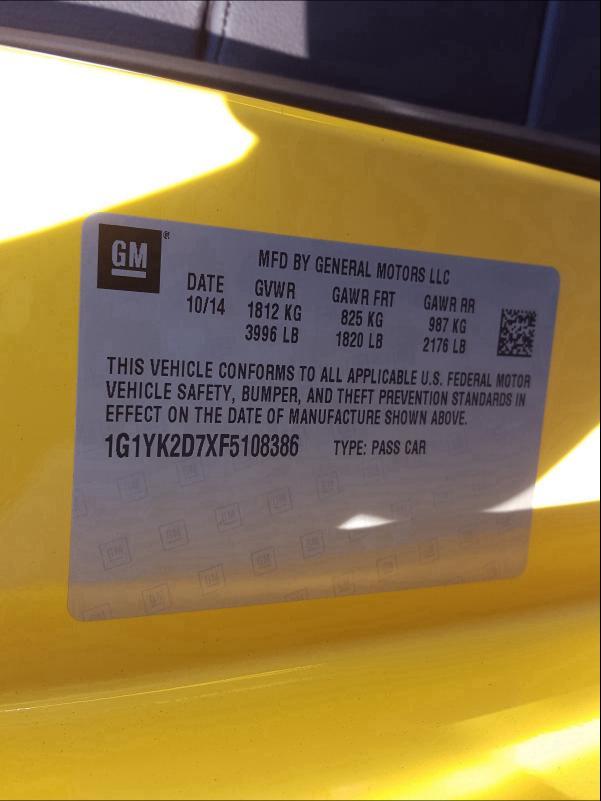 GM®
MFD BY GENERAL MOTORS LLC
DATE GVWR GAWR FRT GAWR RR
10/14 1812 KG 825 KG 987 KG
3996 LB 1820 LB 2176 LB
THIS VEHICLE CONFORMS TO ALL APPLICABLE U.S. FEDERAL MOTOR
VEHICLE SAFETY, BUMPER, AND THEFT PREVENTION STANDARDS IN
EFFECT ON THE DATE OF MANUFACTURE SHOWN ABOVE.
1G1YK2D7XF5108386 TYPE: PASS CAR